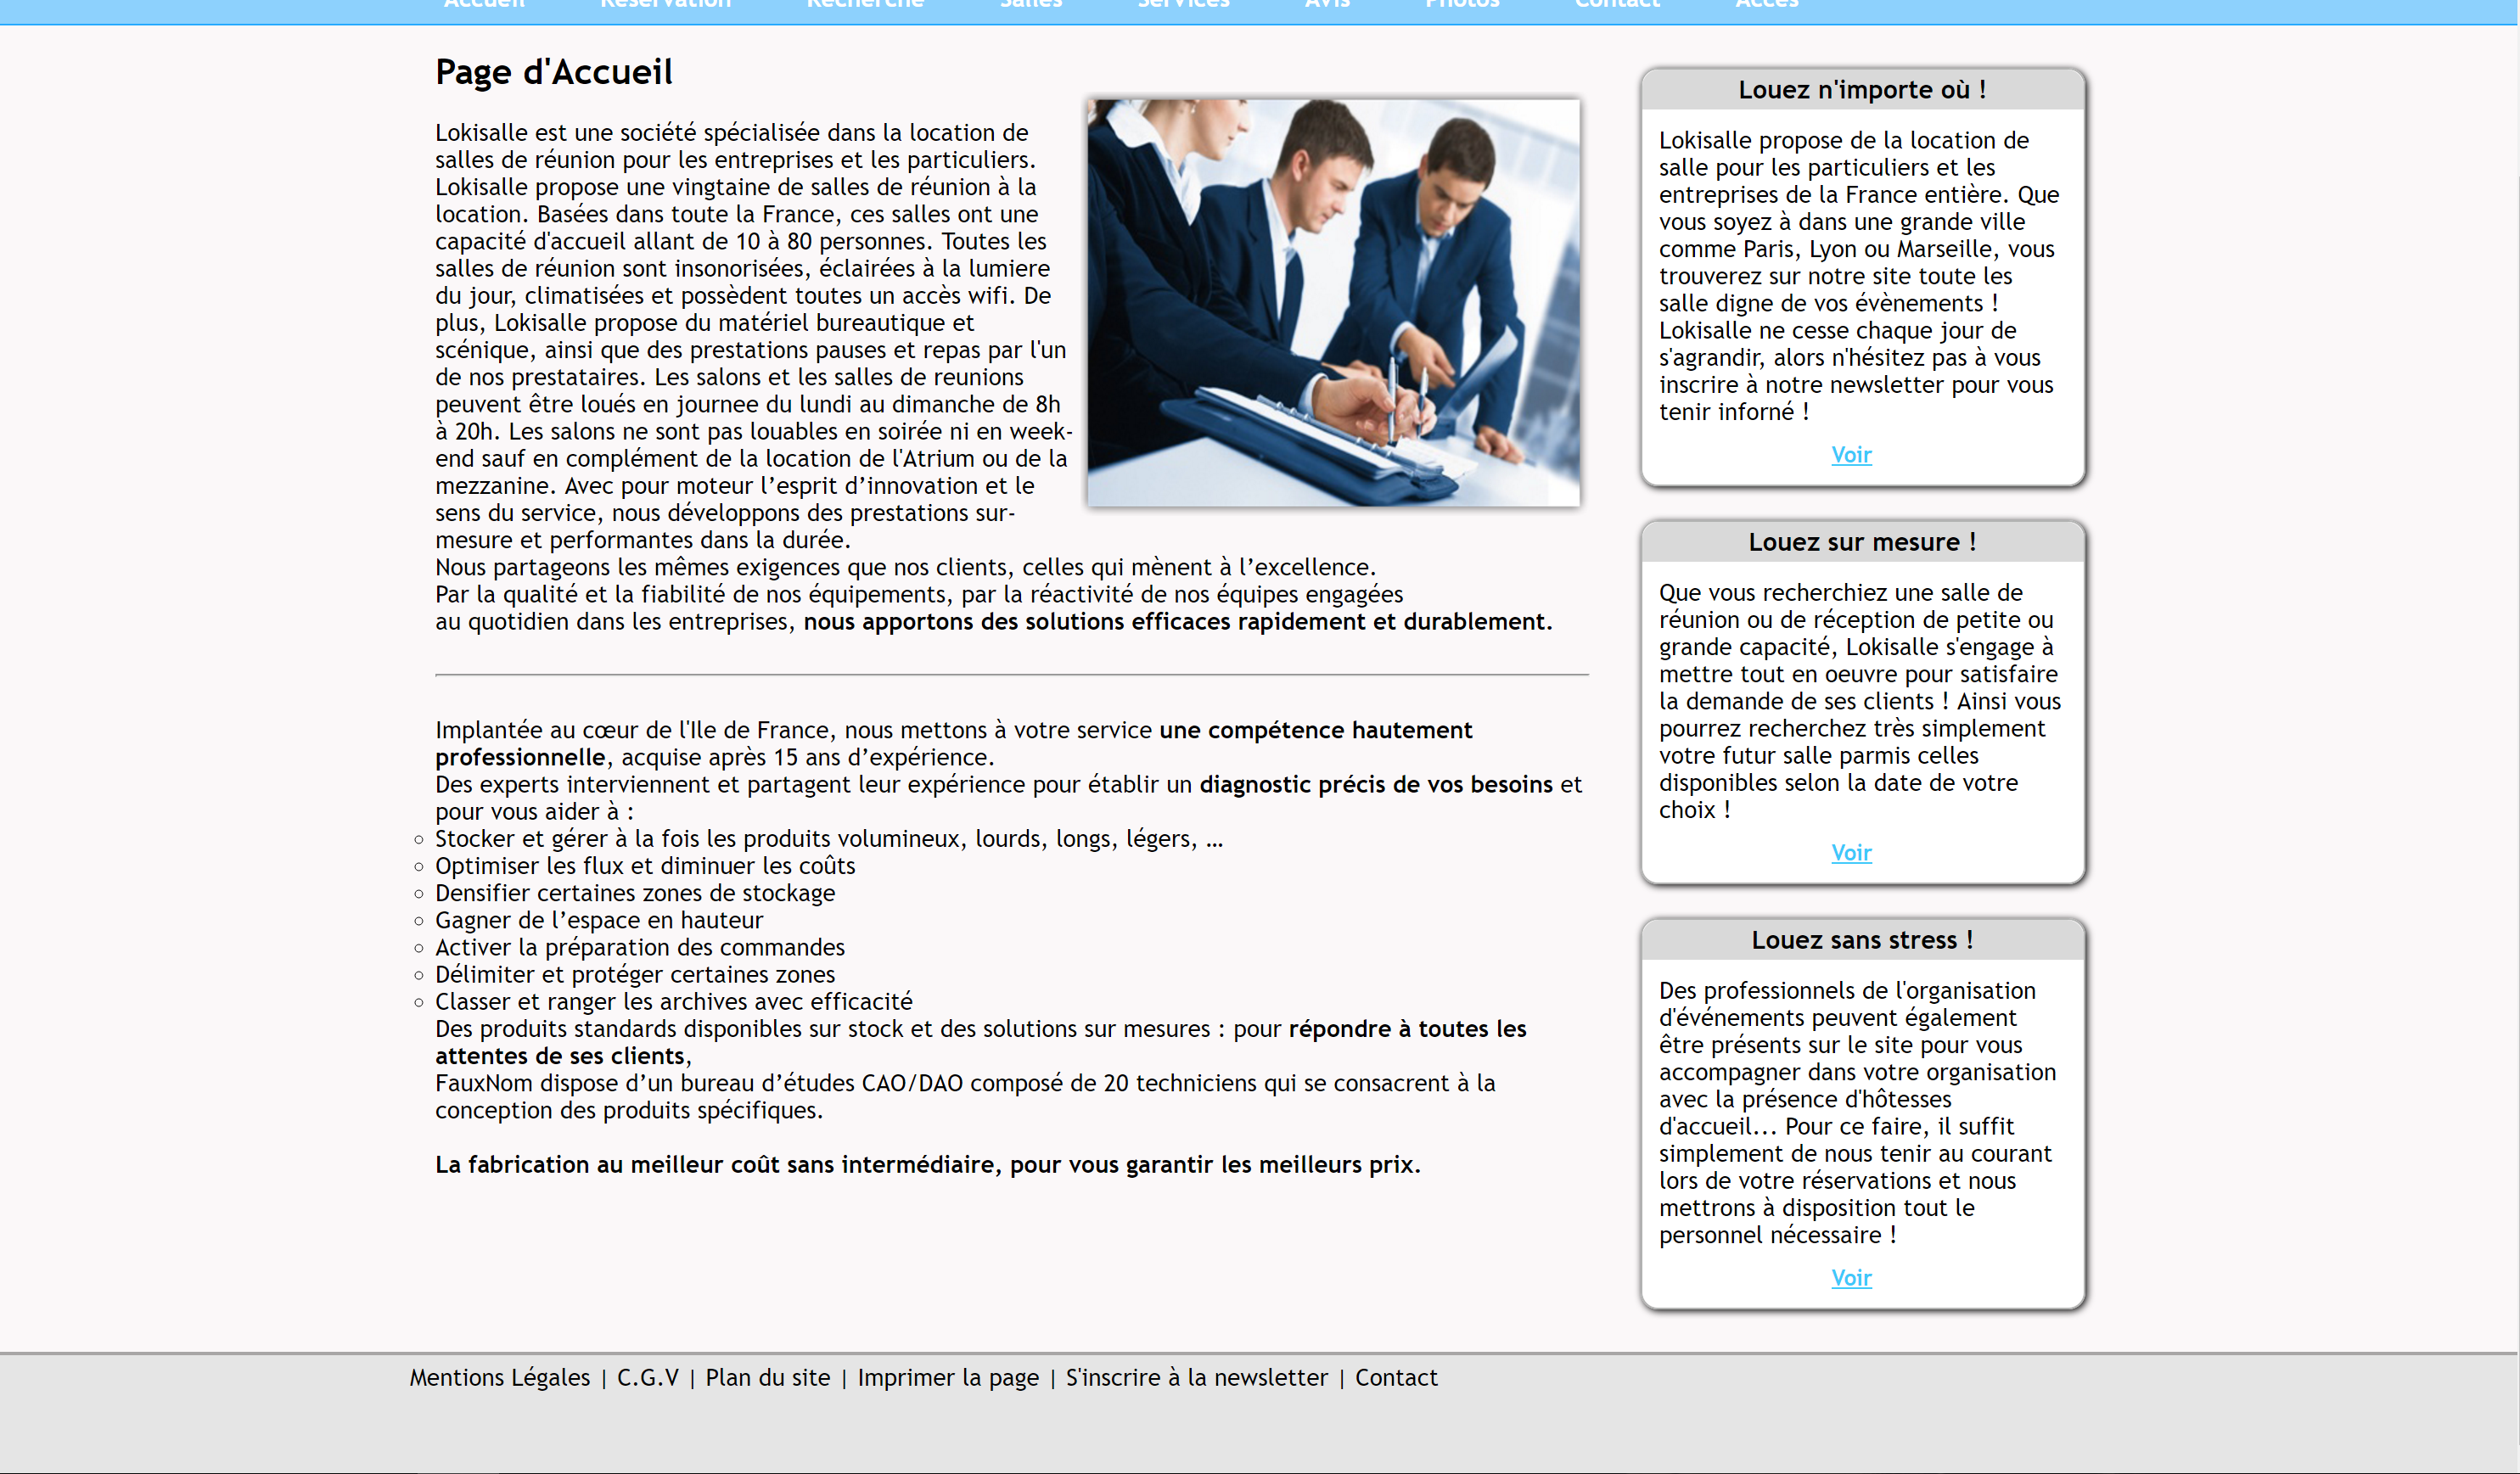 Accueil Réservation Recherche Salles Services Avis Photos Contact Accès
Page d'Accueil
Lokisalle est une société spécialisée dans la location de
salles de réunion pour les entreprises et les particuliers.
Lokisalle propose une vingtaine de salles de réunion à la
location. Basées dans toute la France, ces salles ont une
capacité d'accueil allant de 10 à 80 personnes. Toutes les
salles de réunion sont insonorisées, éclairées à la lumiere
du jour, climatisées et possèdent toutes un accès wifi. De
plus, Lokisalle propose du matériel bureautique et
scénique, ainsi que des prestations pauses et repas par l'un
de nos prestataires. Les salons et les salles de reunions
peuvent être loués en journee du lundi au dimanche de 8h
à 20h. Les salons ne sont pas louables en soirée ni en week-
end sauf en complément de la location de l'Atrium ou de la
mezzanine. Avec pour moteur l’esprit d’innovation et le
sens du service, nous développons des prestations sur-
mesure et performantes dans la durée.
Nous partageons les mêmes exigences que nos clients, celles qui mènent à l’excellence.
Par la qualité et la fiabilité de nos équipements, par la réactivité de nos équipes engagées
au quotidien dans les entreprises, nous apportons des solutions efficaces rapidement et durablement.
Implantée au cœur de l'Ile de France, nous mettons à votre service une compétence hautement
professionnelle, acquise après 15 ans d’expérience.
Des experts interviennent et partagent leur expérience pour établir un diagnostic précis de vos besoins et
pour vous aider à :
Stocker et gérer à la fois les produits volumineux, lourds, longs, légers, …
Optimiser les flux et diminuer les coûts
Densifier certaines zones de stockage
Gagner de l’espace en hauteur
Activer la préparation des commandes
Délimiter et protéger certaines zones
Classer et ranger les archives avec efficacité
Des produits standards disponibles sur stock et des solutions sur mesures : pour répondre à toutes les
attentes de ses clients,
FauxNom dispose d’un bureau d’études CAO/DAO composé de 20 techniciens qui se consacrent à la
conception des produits spécifiques.
La fabrication au meilleur coût sans intermédiaire, pour vous garantir les meilleurs prix.
Louez n'importe où !
Lokisalle propose de la location de
salle pour les particuliers et les
entreprises de la France entière. Que
vous soyez à dans une grande ville
comme Paris, Lyon ou Marseille, vous
trouverez sur notre site toute les
salle digne de vos évènements !
Lokisalle ne cesse chaque jour de
s'agrandir, alors n'hésitez pas à vous
inscrire à notre newsletter pour vous
tenir inforné !
Voir
Louez sur mesure !
Que vous recherchiez une salle de
réunion ou de réception de petite ou
grande capacité, Lokisalle s'engage à
mettre tout en oeuvre pour satisfaire
la demande de ses clients ! Ainsi vous
pourrez recherchez très simplement
votre futur salle parmis celles
disponibles selon la date de votre
choix !
Voir
Louez sans stress !
Des professionnels de l'organisation
d'événements peuvent également
être présents sur le site pour vous
accompagner dans votre organisation
avec la présence d'hôtesses
d'accueil... Pour ce faire, il suffit
simplement de nous tenir au courant
lors de votre réservations et nous
mettrons à disposition tout le
personnel nécessaire !
Voir
Mentions Légales | C.G.V | Plan du site | Imprimer la page | S'inscrire à la newsletter | Contact